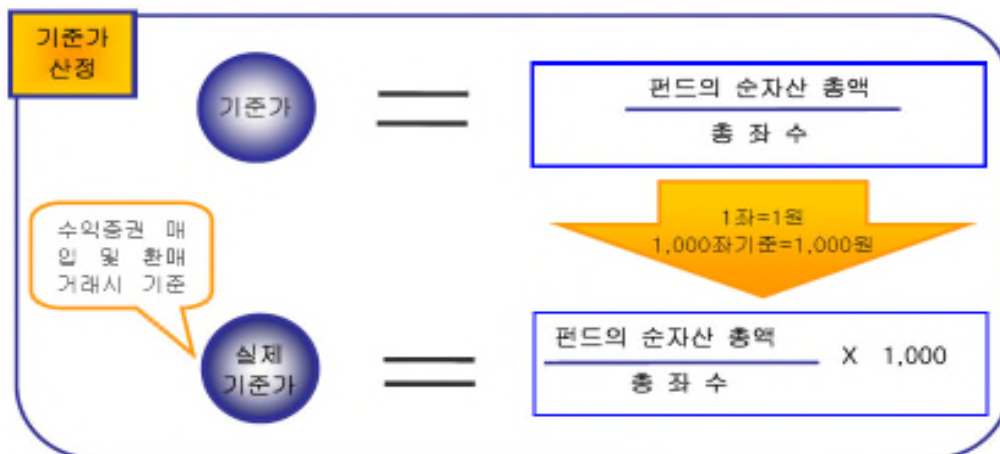 기준가
산정
기준가
펀드의 순자산 총액
총 좌 수
1좌=1원
1,000좌기준=1,000원
수익증권 매
입 및 환매
거래시 기준
실제
기준가
펀드의 순자산 총액
총 좌 수
X 1,000